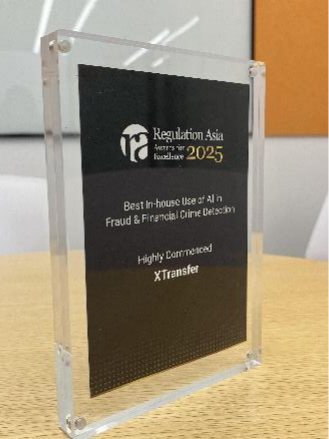 ra Regulation Asia
Awards for
Excellence 2025
Best In-house Use of AI in
Fraud & Financial Crime Detection
Highly Commended
XTransfer